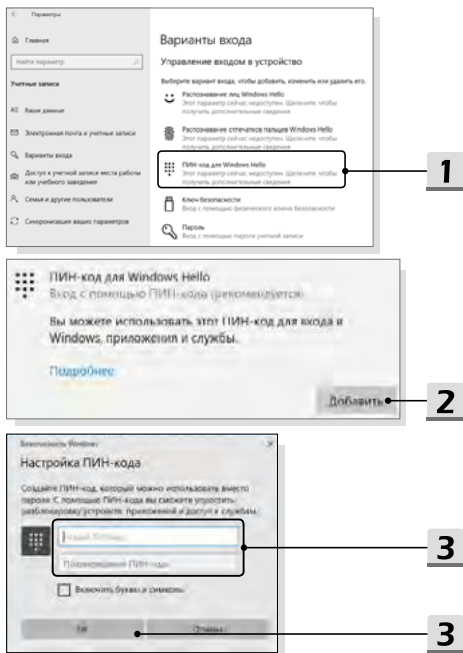 Параметры
Главная
Найти параметр
Учетные записи
Ваши данные
Электронная почта и учетные записи
Варианты входа
Доступ к учетной записи места работы
или учебного заведения
Семья и другие пользователи
Синхронизация ваших параметров
Варианты входа
Управление входом в устройство
Выберите вариант входа, чтобы добавить, изменить или удалить его.
Распознавание лиц Windows Hello
Этот параметр сейчас недоступен. Щелкните, чтобы
получить дополнительные сведения
Распознавание отпечатков пальцев Windows Hello
Этот параметр сейчас недоступен. Щелкните, чтобы
получить дополнительные сведения
ПИН-код для Windows Hello
Этот параметр сейчас недоступен. Щелкните, чтобы
получить дополнительные сведения
1
Ключ безопасности
Вход с помощью физического ключа безопасности
Пароль
Вход с помощью пароля учетной записи
ПИН-код для Windows Hello
Вход с помощью ПИН-кода (рекомендуется)
Вы можете использовать этот ПИН-код для входа в
Windows, приложения и службы.
Подробнее
Добавить
2
Безопасность Windows
Настройка ПИН-кода
Создайте ПИН-код, который можно использовать вместо
пароля. С помощью ПИН-кода вы сможете упростить
разблокировку устройств, приложений и доступ к службам.
Новый ПИН-код
3
Подтверждение ПИН-кода
Включить буквы и символы
ОК
Отмена
3